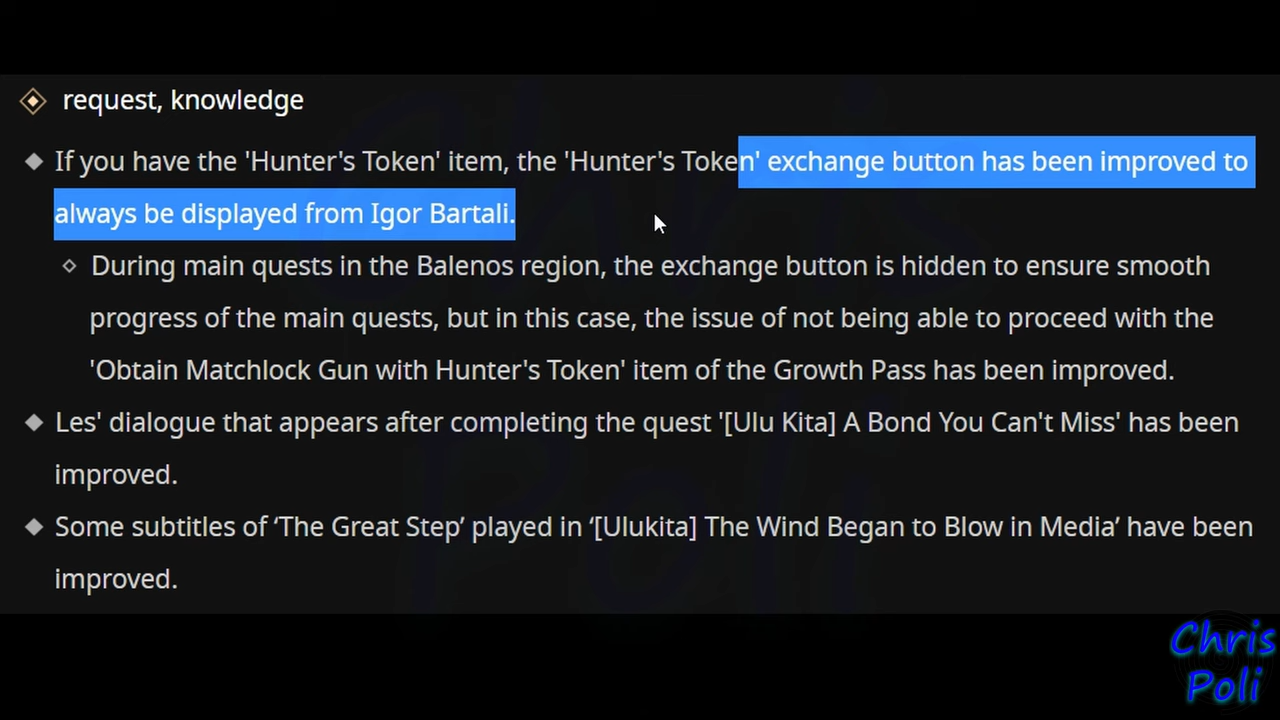 request, knowledge
If you have the 'Hunter's Token' item, the 'Hunter's Token' exchange button has been improved to
always be displayed from Igor Bartali.
During main quests in the Balenos region, the exchange button is hidden to ensure smooth
progress of the main quests, but in this case, the issue of not being able to proceed with the
'Obtain Matchlock Gun with Hunter's Token' item of the Growth Pass has been improved.
Les' dialogue that appears after completing the quest '[Ulu Kita] A Bond You Can't Miss' has been
improved.
Some subtitles of ‘The Great Step’ played in ‘[Ulukita] The Wind Began to Blow in Media’ have been
improved.
Chris
Poli